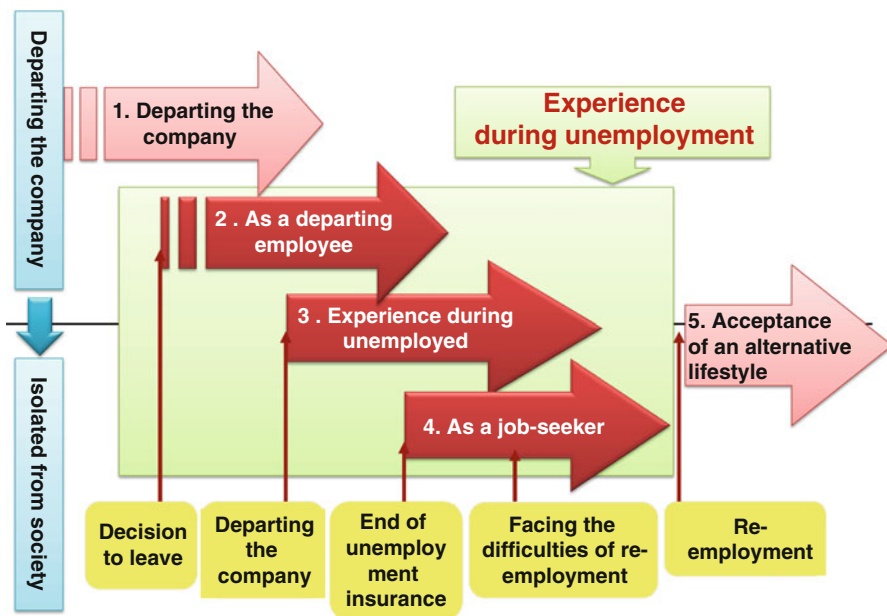 Departing the company
1. Departing the
company
Experience
during unemployment
2 . As a departing
employee
3 . Experience during
unemployed
5. Acceptance
of an alternative
lifestyle
4. As a job-seeker
Isolated from society
Decision
to leave
Departing
the
company
End of
unemploy
ment
insurance
Facing the
difficulties of re-
employment
Re-
employment